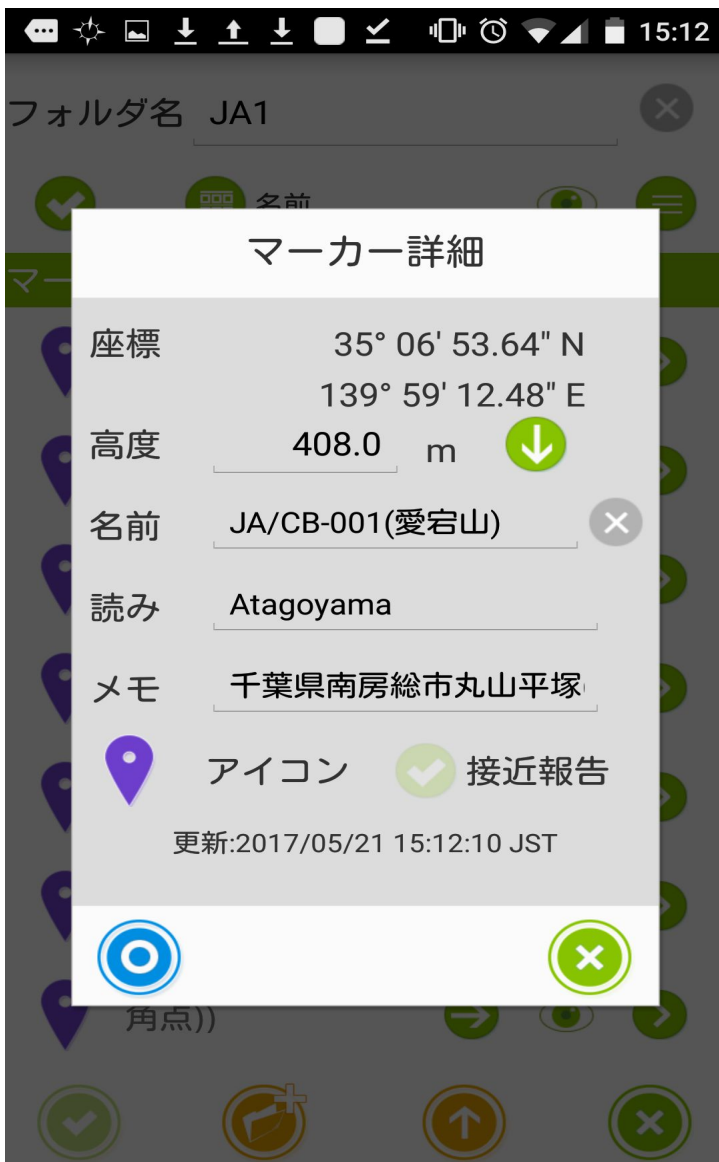 15:12
フォルダ名 JA1
名前
マーカー詳細
マー
座標 35° 06' 53.64" N
139° 59' 12.48" E
高度 408.0 m
名前 JA/CB-001(愛宕山)
読み Atagoyama
メモ 千葉県南房総市丸山平塚
アイコン 接近報告
更新:2017/05/21 15:12:10 JST
角点))